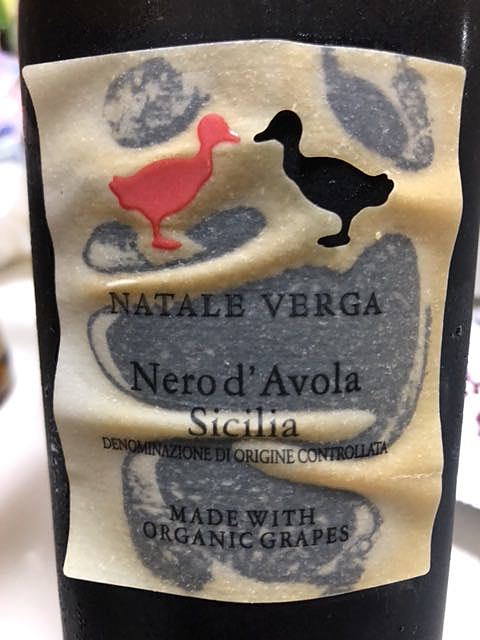 NATALE VERGA
Nero d'Avola
Sicilia
DENOMINAZIONE DI ORIGINE CONTROLLATA
MADE WITH
ORGANIC GRAPES